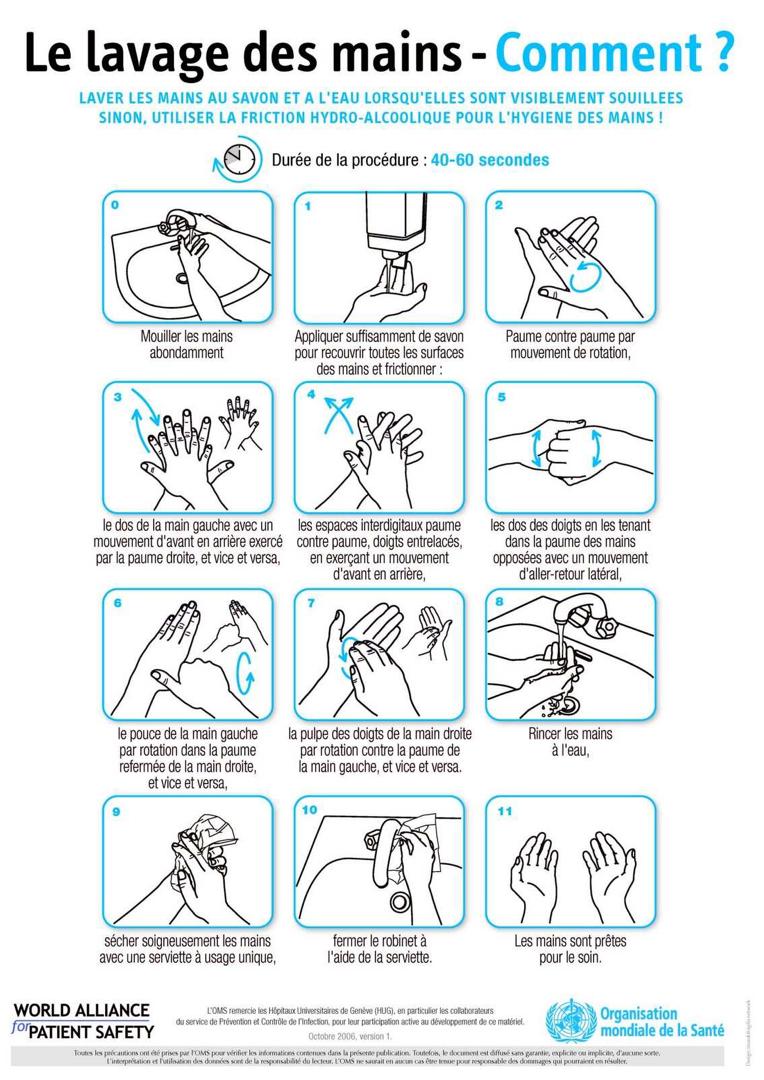 Le lavage des mains - Comment ?
LAVER LES MAINS AU SAVON ET A L'EAU LORSQU'ELLES SONT VISIBLEMENT SOUILLEES
SINON, UTILISER LA FRICTION HYDRO-ALCOOLIQUE POUR L'HYGIENE DES MAINS !
Durée de la procédure : 40-60 secondes
0
Mouiller les mains
abondamment
1
Appliquer suffisamment de savon
pour recouvrir toutes les surfaces
des mains et frictionner :
2
Paume contre paume par
mouvement de rotation,
3
le dos de la main gauche avec un
mouvement d'avant en arrière exercé
par la paume droite, et vice et versa,
4
les espaces interdigitaux paume
contre paume, doigts entrelacés,
en exerçant un mouvement
d'avant en arrière,
5
les dos des doigts en les tenant
dans la paume des mains
opposées avec un mouvement
d'aller-retour latéral,
6
le pouce de la main gauche
par rotation dans la paume
refermée de la main droite,
et vice et versa,
7
la pulpe des doigts de la main droite
par rotation contre la paume de
la main gauche, et vice et versa.
8
Rincer les mains
à l'eau,
9
sécher soigneusement les mains
avec une serviette à usage unique,
10
fermer le robinet à
l'aide de la serviette.
11
Les mains sont prêtes
pour le soin.
WORLD ALLIANCE
for PATIENT SAFETY
L'OMS remercie les Hôpitaux Universitaires de Genève (HUG), en particulier les collaborateurs
du service de Prévention et Contrôle de l'Infection, pour leur participation active au développement de ce matériel.
Octobre 2006, version 1.
Organisation
mondiale de la Santé
Toutes les précautions ont été prises par l'OMS pour vérifier les informations contenues dans la présente publication. Toutefois, le document est diffusé sans garantie, explicite ou implicite, d'aucune sorte.
L'interprétation et l'utilisation des données sont de la responsabilité du lecteur. L'OMS ne saurait en aucun cas être tenue pour responsable des dommages qui pourraient en résulter.